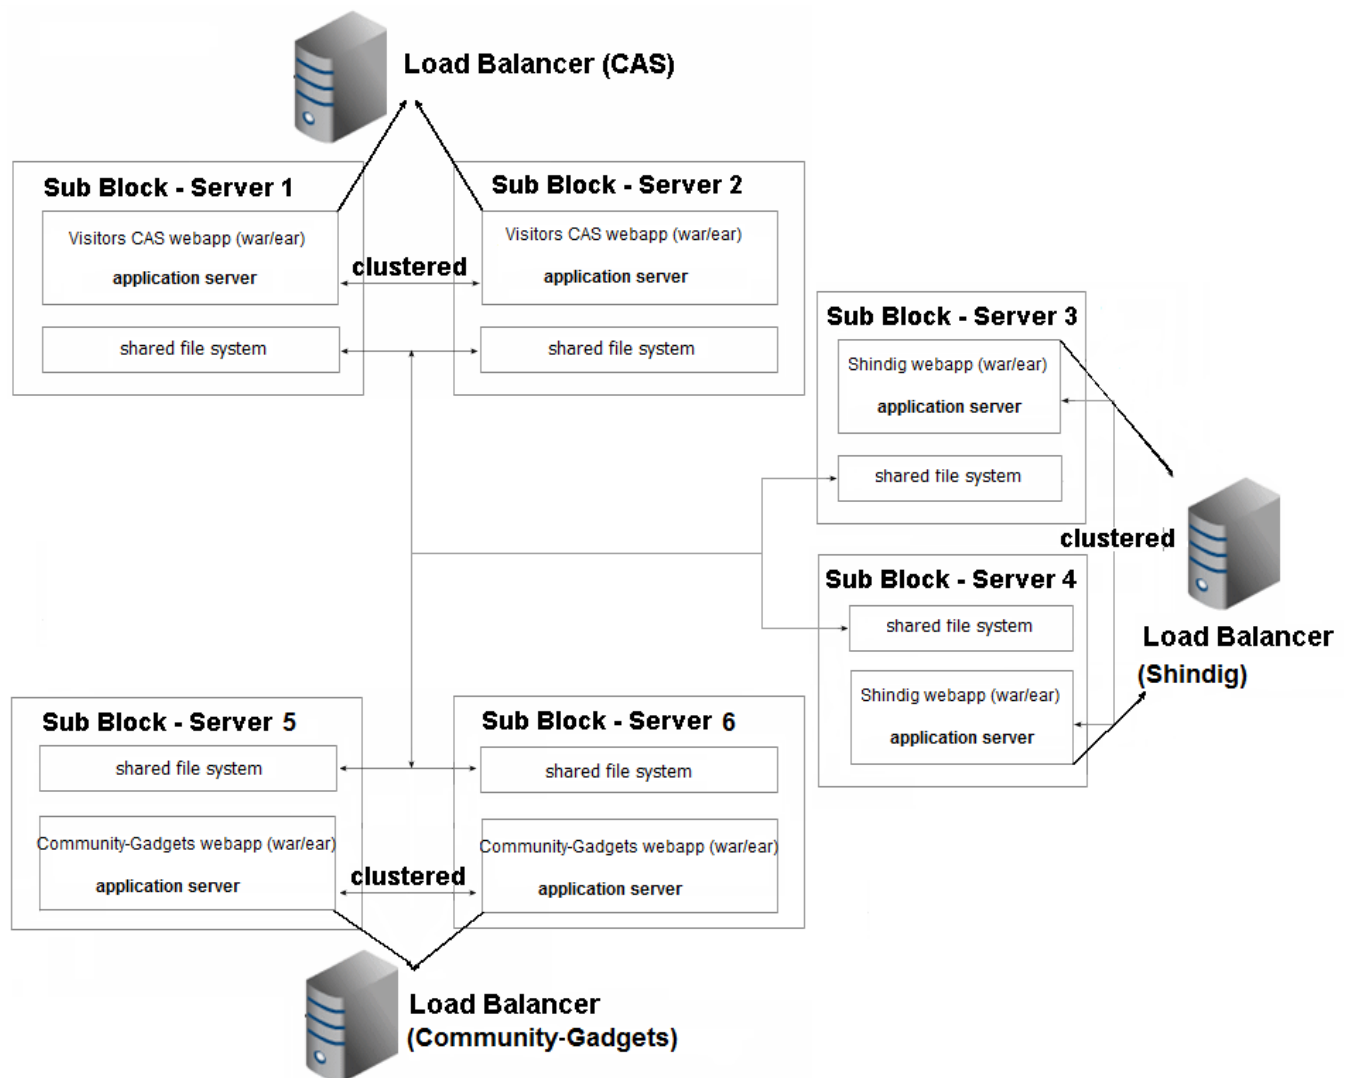 Load Balancer (CAS)
Sub Block - Server 1
Visitors CAS webapp (war/ear)
application server
shared file system
clustered
Sub Block - Server 2
Visitors CAS webapp (war/ear)
application server
shared file system
Sub Block - Server 3
Shindig webapp (war/ear)
application server
shared file system
clustered
Sub Block - Server 4
shared file system
Shindig webapp (war/ear)
application server
Load Balancer
(Shindig)
Sub Block - Server 5
shared file system
Community-Gadgets webapp (war/ear)
application server
clustered
Sub Block - Server 6
shared file system
Community-Gadgets webapp (war/ear)
application server
Load Balancer
(Community-Gadgets)